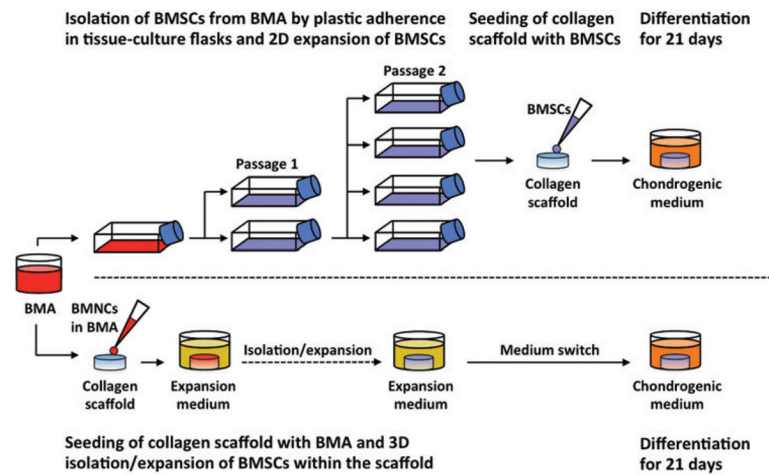 Isolation of BMSCs from BMA by plastic adherence
in tissue-culture flasks and 2D expansion of BMSCs
Seeding of collagen
scaffold with BMSCs
Differentiation
for 21 days
Passage 2
BMSCs
Passage 1
Collagen
scaffold
Chondrogenic
medium
BMA
BMNCs
in BMA
Isolation/expansion
Medium switch
Collagen
scaffold
Expansion
medium
Expansion
medium
Chondrogenic
medium
Seeding of collagen scaffold with BMA and 3D
isolation/expansion of BMSCs within the scaffold
Differentiation
for 21 days